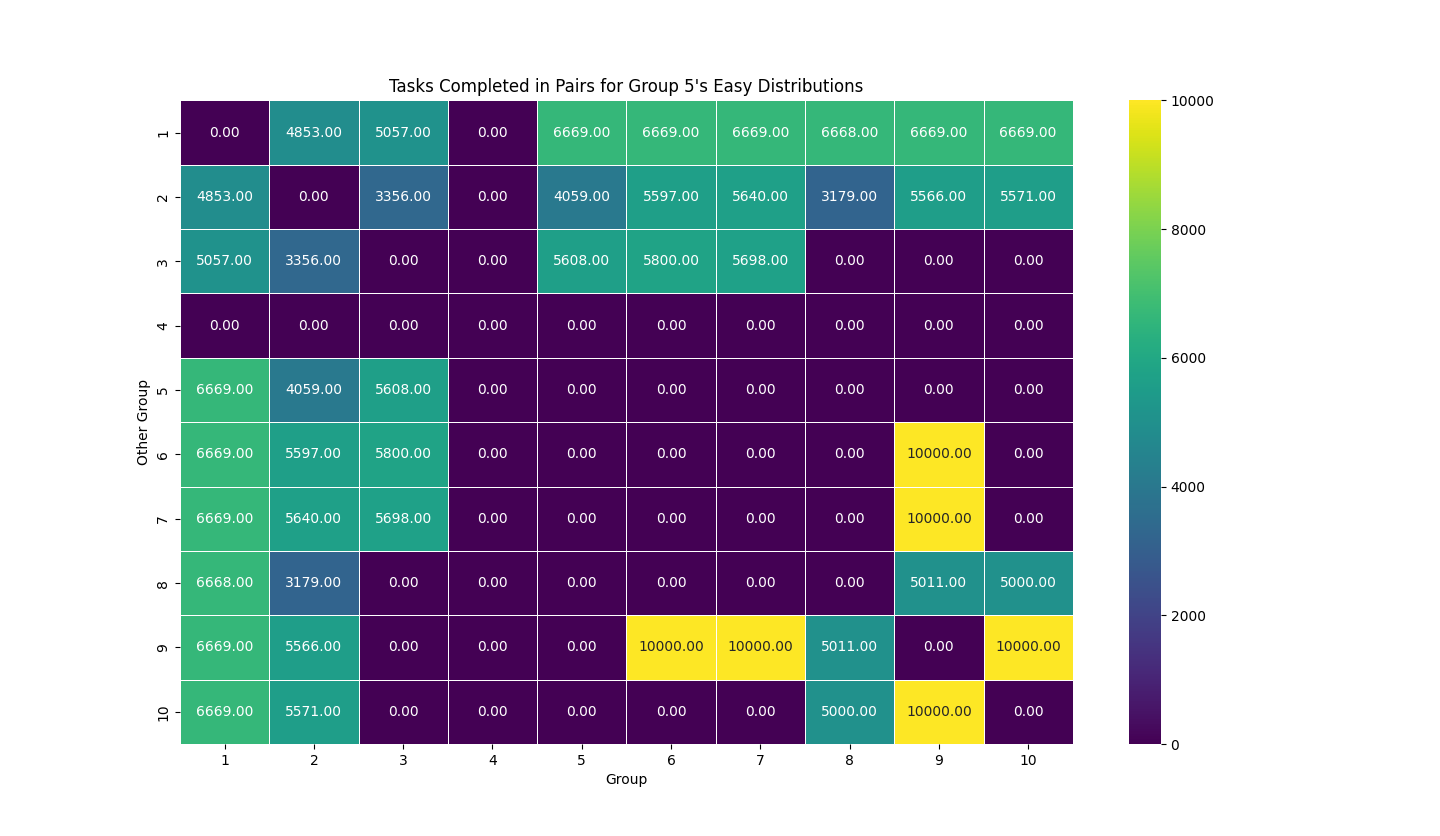 Tasks Completed in Pairs for Group 5's Easy Distributions
10000
1 0.00 4853.00 5057.00 0.00 6669.00 6669.00 6669.00 6668.00 6669.00 6669.00
2 4853.00 0.00 3356.00 0.00 4059.00 5597.00 5640.00 3179.00 5566.00 5571.00
8000
3 5057.00 3356.00 0.00 0.00 5608.00 5800.00 5698.00 0.00 0.00 0.00
4 0.00 0.00 0.00 0.00 0.00 0.00 0.00 0.00 0.00 0.00
6000
5 6669.00 4059.00 5608.00 0.00 0.00 0.00 0.00 0.00 0.00 0.00
Other Group
6 6669.00 5597.00 5800.00 0.00 0.00 0.00 0.00 0.00 10000.00 0.00
4000
7 6669.00 5640.00 5698.00 0.00 0.00 0.00 0.00 0.00 10000.00 0.00
8 6668.00 3179.00 0.00 0.00 0.00 0.00 0.00 0.00 5011.00 5000.00
2000
9 6669.00 5566.00 0.00 0.00 0.00 10000.00 10000.00 5011.00 0.00 10000.00
10 6669.00 5571.00 0.00 0.00 0.00 0.00 0.00 5000.00 10000.00 0.00
0
1 2 3 4 5 6 7 8 9 10
Group